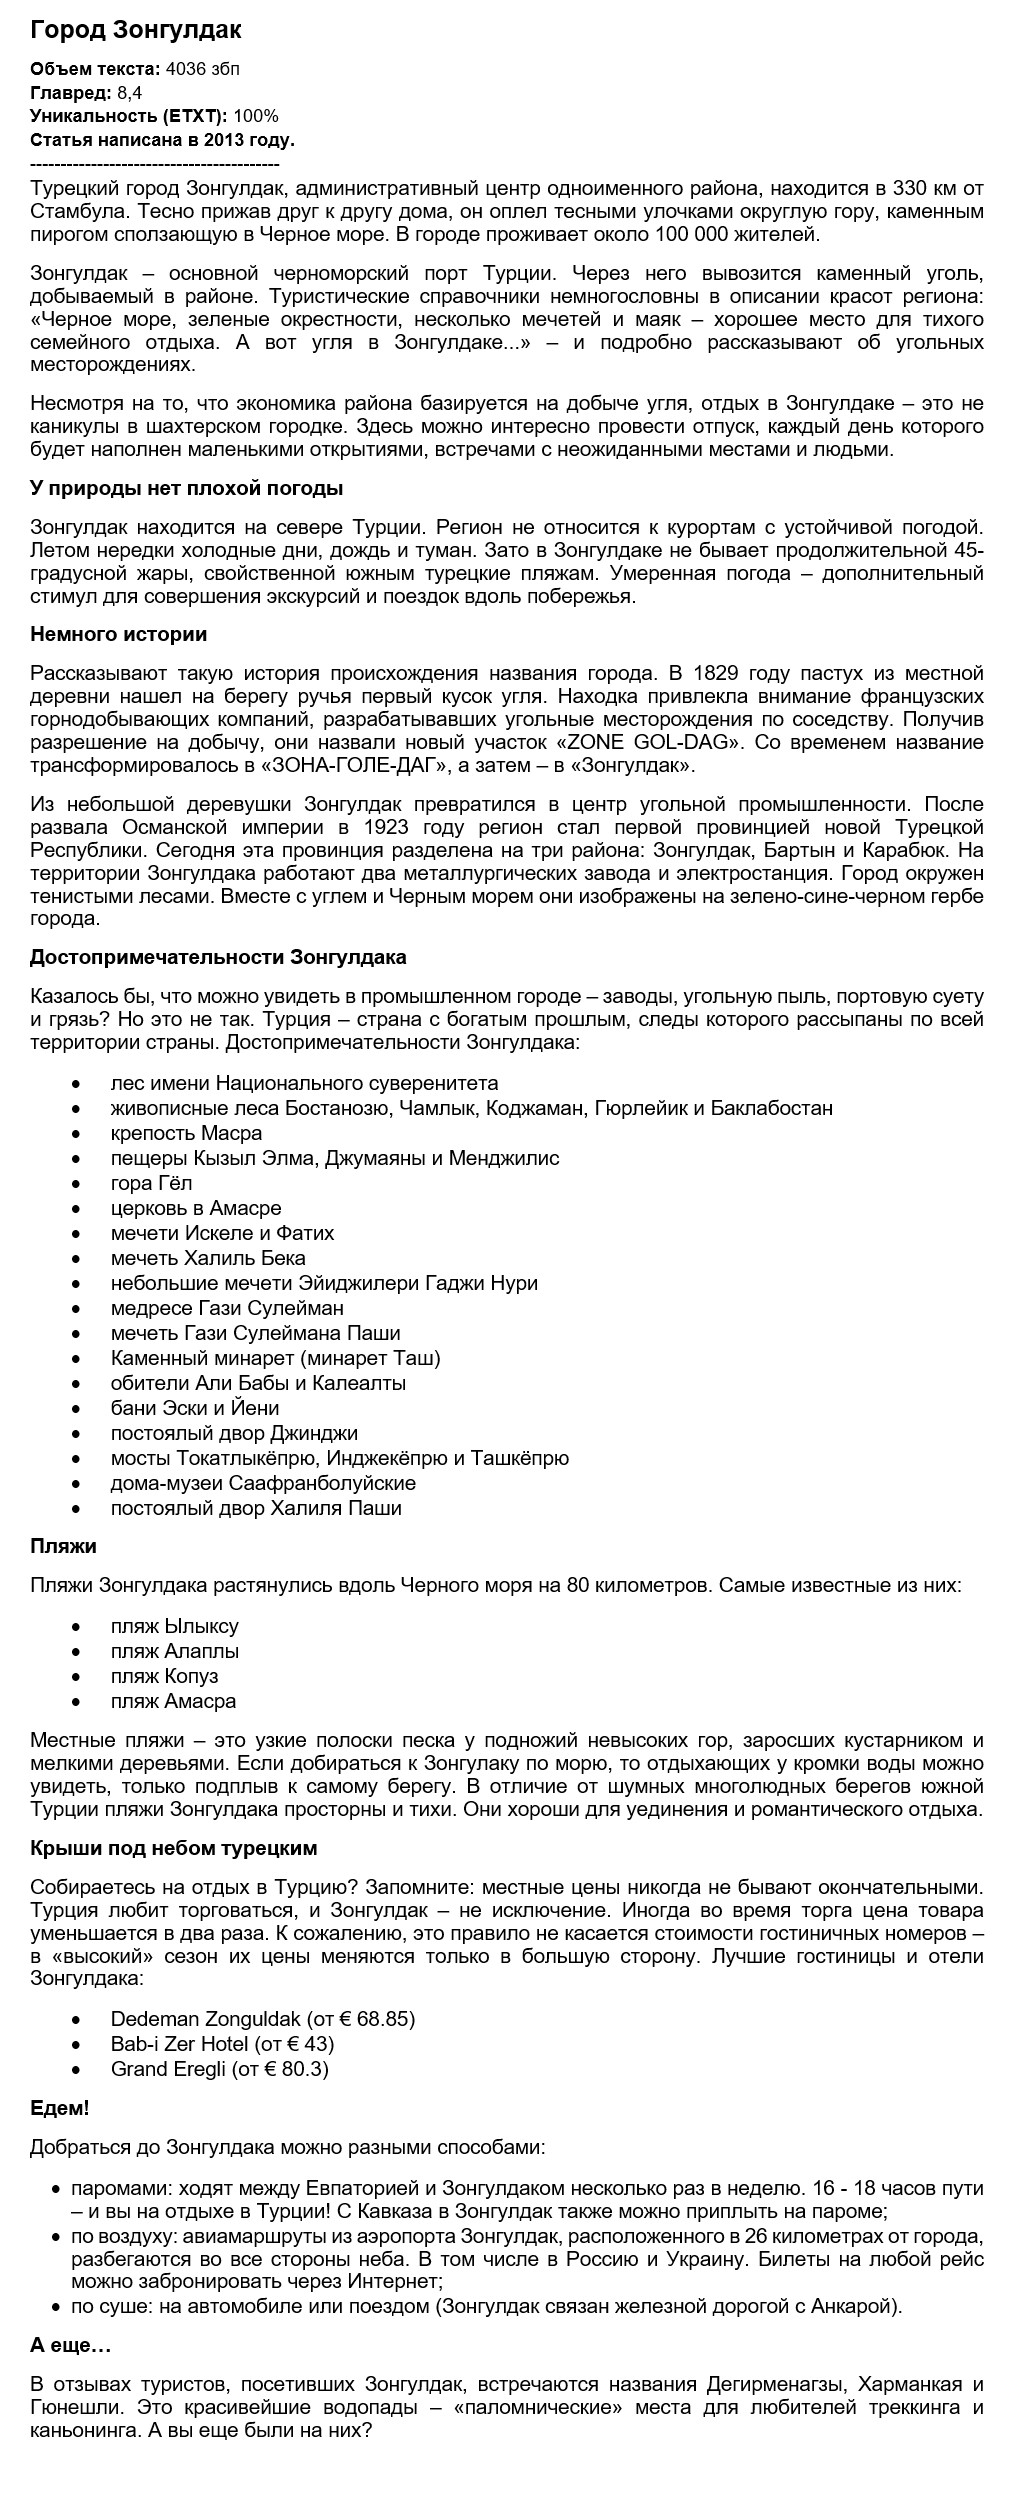 Город Зонгулдак
Объем текста: 4036 збп
Главред: 8,4
Уникальность (ETXT): 100%
Статья написана в 2013 году.
-----------------------------------------
Турецкий город Зонгулдак, административный центр одноименного района, находится в 330 км от
Стамбула. Тесно прижав друг к другу дома, он оплел тесными улочками округлую гору, каменным
пирогом сползающую в Черное море. В городе проживает около 100 000 жителей.
Зонгулдак – основной черноморский порт Турции. Через него вывозится каменный уголь,
добываемый в районе. Туристические справочники немногословны в описании красот региона:
«Черное море, зеленые окрестности, несколько мечетей и маяк – хорошее место для тихого
семейного отдыха. А вот угля в Зонгулдаке...» – и подробно рассказывают об угольных
месторождениях.
Несмотря на то, что экономика района базируется на добыче угля, отдых в Зонгулдаке – это не
каникулы в шахтерском городке. Здесь можно интересно провести отпуск, каждый день которого
будет наполнен маленькими открытиями, встречами с неожиданными местами и людьми.
У природы нет плохой погоды
Зонгулдак находится на севере Турции. Регион не относится к курортам с устойчивой погодой.
Летом нередки холодные дни, дождь и туман. Зато в Зонгулдаке не бывает продолжительной 45-
градусной жары, свойственной южным турецкие пляжам. Умеренная погода – дополнительный
стимул для совершения экскурсий и поездок вдоль побережья.
Немного истории
Рассказывают такую история происхождения названия города. В 1829 году пастух из местной
деревни нашел на берегу ручья первый кусок угля. Находка привлекла внимание французских
горнодобывающих компаний, разрабатывавших угольные месторождения по соседству. Получив
разрешение на добычу, они назвали новый участок «ZONE GOL-DAG». Со временем название
трансформировалось в «ЗОНА-ГОЛЕ-ДАГ», а затем – в «Зонгулдак».
Из небольшой деревушки Зонгулдак превратился в центр угольной промышленности. После
развала Османской империи в 1923 году регион стал первой провинцией новой Турецкой
Республики. Сегодня эта провинция разделена на три района: Зонгулдак, Бартын и Карабюк. На
территории Зонгулдака работают два металлургических завода и электростанция. Город окружен
тенистыми лесами. Вместе с углем и Черным морем они изображены на зелено-сине-черном гербе
города.
Достопримечательности Зонгулдака
Казалось бы, что можно увидеть в промышленном городе – заводы, угольную пыль, портовую суету
и грязь? Но это не так. Турция – страна с богатым прошлым, следы которого рассыпаны по всей
территории страны. Достопримечательности Зонгулдака:
• лес имени Национального суверенитета
• живописные леса Бостанозю, Чамлык, Коджаман, Гюрлейик и Баклабостан
• крепость Масра
• пещеры Кызыл Элма, Джумаяны и Менджилис
• гора Гёл
• церковь в Амасре
• мечети Искеле и Фатих
• мечеть Халиль Бека
• небольшие мечети Эйиджилери Гаджи Нури
• медресе Гази Сулейман
• мечеть Гази Сулеймана Паши
• Каменный минарет (минарет Таш)
• обители Али Бабы и Калеалты
• бани Эски и Йени
• постоялый двор Джинджи
• мосты Токатлыкёпрю, Инджекёпрю и Ташкёпрю
• дома-музеи Саафранболуйские
• постоялый двор Халиля Паши
Пляжи
Пляжи Зонгулдака растянулись вдоль Черного моря на 80 километров. Самые известные из них:
• пляж Ылыксу
• пляж Алаплы
• пляж Копуз
• пляж Амасра
Местные пляжи – это узкие полоски песка у подножий невысоких гор, заросших кустарником и
мелкими деревьями. Если добираться к Зонгулаку по морю, то отдыхающих у кромки воды можно
увидеть, только подплыв к самому берегу. В отличие от шумных многолюдных берегов южной
Турции пляжи Зонгулдака просторны и тихи. Они хороши для уединения и романтического отдыха.
Крыши под небом турецким
Собираетесь на отдых в Турцию? Запомните: местные цены никогда не бывают окончательными.
Турция любит торговаться, и Зонгулдак – не исключение. Иногда во время торга цена товара
уменьшается в два раза. К сожалению, это правило не касается стоимости гостиничных номеров –
в «высокий» сезон их цены меняются только в большую сторону. Лучшие гостиницы и отели
Зонгулдака:
• Dedeman Zonguldak (от € 68.85)
• Bab-i Zer Hotel (от € 43)
• Grand Eregli (от € 80.3)
Едем!
Добраться до Зонгулдака можно разными способами:
• паромами: ходят между Евпаторией и Зонгулдаком несколько раз в неделю. 16 - 18 часов пути
– и вы на отдыхе в Турции! С Кавказа в Зонгулдак также можно приплыть на пароме;
• по воздуху: авиамаршруты из аэропорта Зонгулдак, расположенного в 26 километрах от города,
разбегаются во все стороны неба. В том числе в Россию и Украину. Билеты на любой рейс
можно забронировать через Интернет;
• по суше: на автомобиле или поездом (Зонгулдак связан железной дорогой с Анкарой).
А еще…
В отзывах туристов, посетивших Зонгулдак, встречаются названия Дегирменагзы, Харманкая и
Гюнешли. Это красивейшие водопады – «паломнические» места для любителей треккинга и
каньонинга. А вы еще были на них?